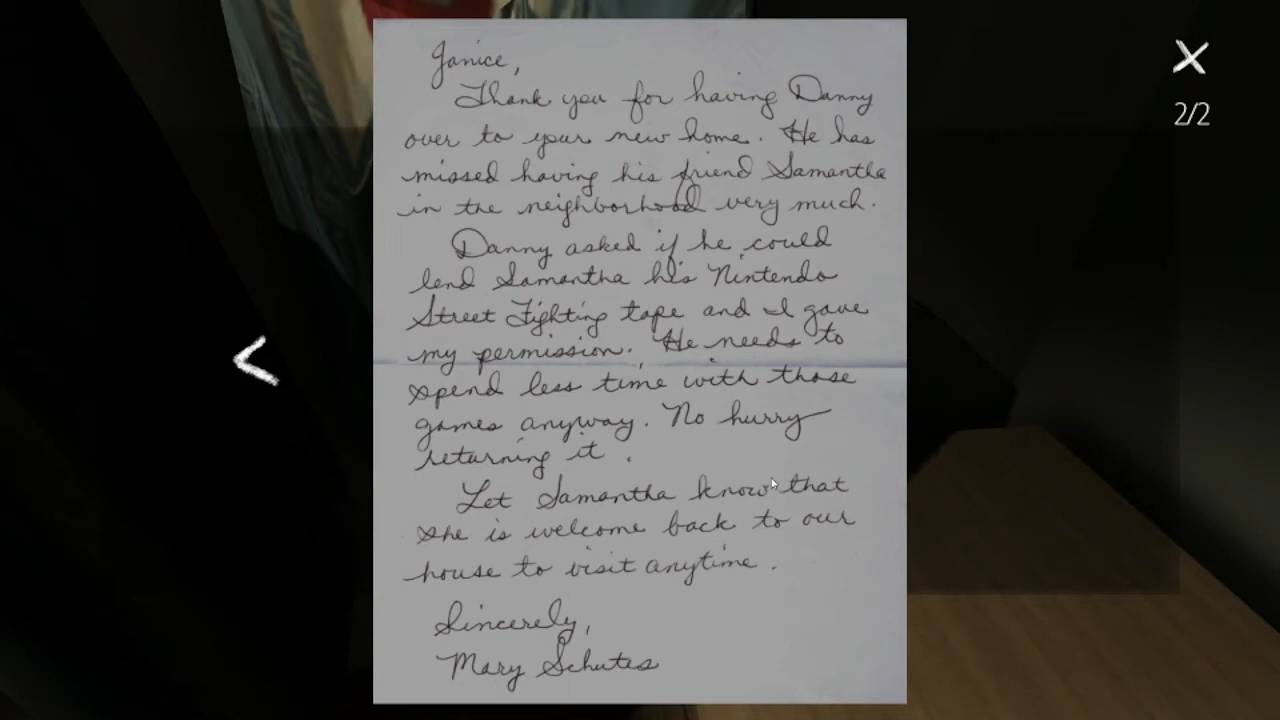 Janice,
Thank you for having Danny
over to your new home. He has
missed having his friend Samantha
in the neighborhood very much.
Danny asked if he could
lend Samantha his Nintendo
Street Fighting tape and I gave
my permission. He needs to
spend less time with those
games anyway. No hurry
returning it.
Let Samantha know that
she is welcome back to our
house to visit anytime.
Sincerely,
Mary Schutes
2/2